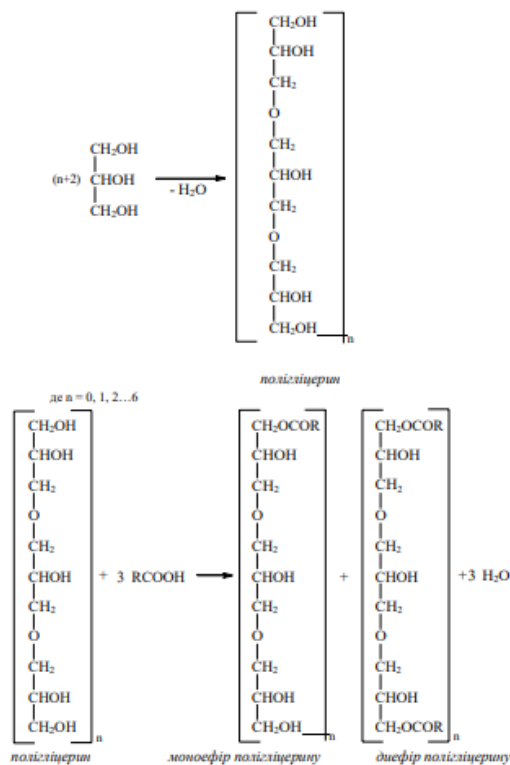 CH₂OH
CHOH
CH₂
O
CH₂
CHOH
CH₂
O
CH₂
CHOH
CH₂OH
n
(n+2)
CH₂OH
CHOH
CH₂OH
- H₂O
полігліцерин
де n = 0, 1, 2...6
CH₂OH
CHOH
CH₂
O
CH₂
CHOH
CH₂
O
CH₂
CHOH
CH₂OH
n
+ 3 RCOOH
CH₂OCOR
CHOH
CH₂
O
CH₂
CHOH
CH₂
O
CH₂
CHOH
CH₂OH
n
+
CH₂OCOR
CHOH
CH₂
O
CH₂
CHOH
CH₂
O
CH₂
CHOH
CH₂OCOR
n
+3 H₂O
полігліцерин
моноефір полігліцерину
диефір полігліцерину